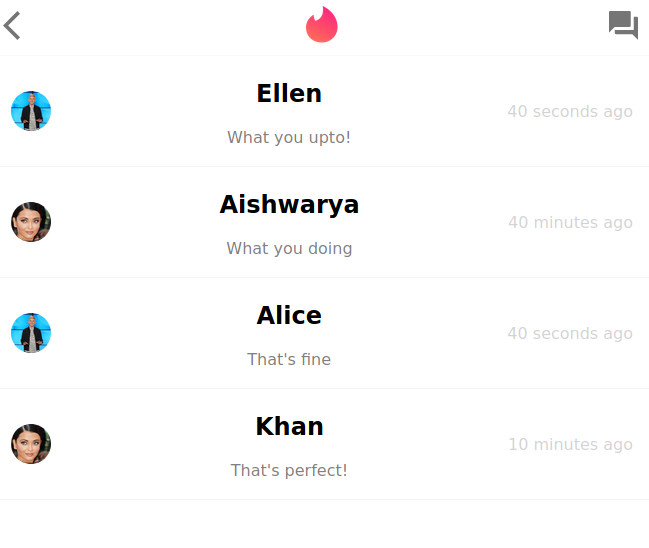 Ellen
What you upto!
40 seconds ago
Aishwarya
What you doing
40 minutes ago
Alice
That's fine
40 seconds ago
Khan
That's perfect!
10 minutes ago